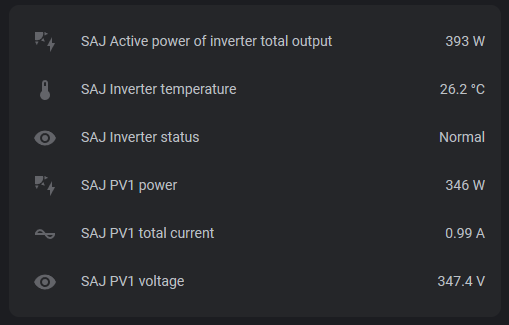 SAJ Active power of inverter total output 393 W
SAJ Inverter temperature 26.2 °C
SAJ Inverter status Normal
SAJ PV1 power 346 W
SAJ PV1 total current 0.99 A
SAJ PV1 voltage 347.4 V